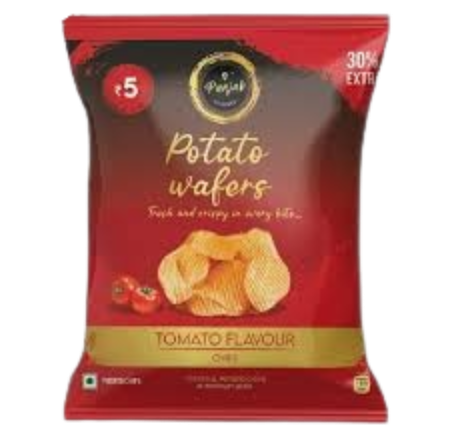 ₹5
Punjab
30%
EXTRA
Potato
wafers
Fresh and crispy in every bite...
TOMATO FLAVOUR
CHIPS